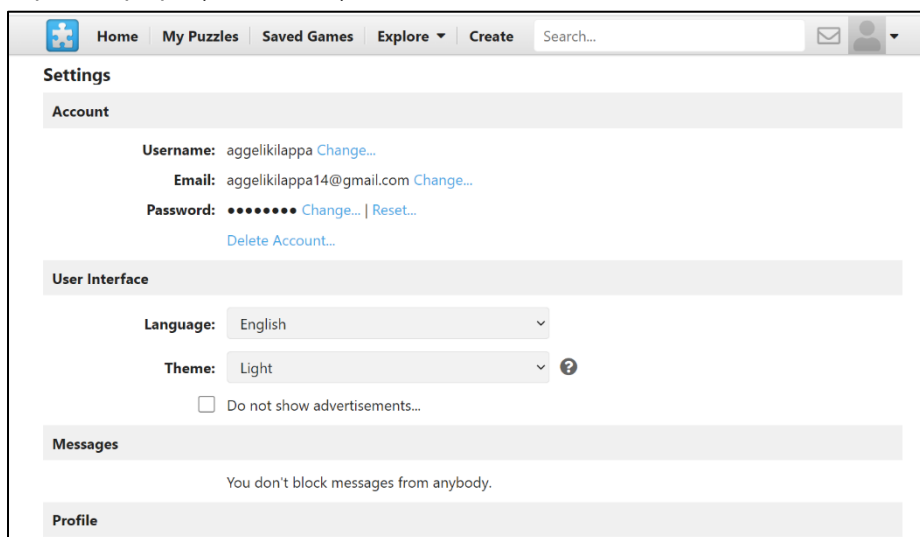 Home My Puzzles Saved Games Explore Create Search...
Settings
Account
Username: aggelikilappa Change...
Email: aggelikilappa14@gmail.com Change...
Password: ●●●●●●●● Change... | Reset...
Delete Account...
User Interface
Language: English
Theme: Light ?
Do not show advertisements...
Messages
You don't block messages from anybody.
Profile